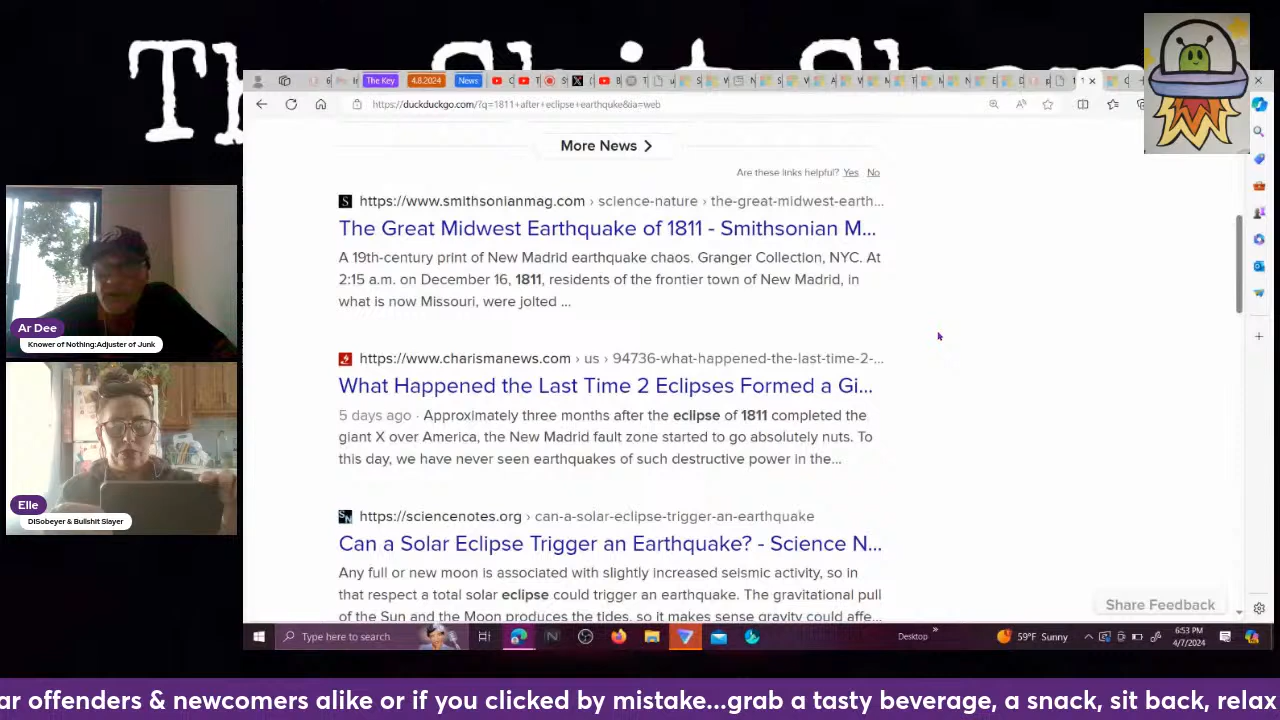 The
The Key
4.8.2024
News
https://duckduckgo.com/?q=1811+after+eclipse+earthquke&ia=web
More News
Are these links helpful? Yes No
https://www.smithsonianmag.com › science-nature › the-great-midwest-earth...
The Great Midwest Earthquake of 1811 - Smithsonian M...
A 19th-century print of New Madrid earthquake chaos. Granger Collection, NYC. At
2:15 a.m. on December 16, 1811, residents of the frontier town of New Madrid, in
what is now Missouri, were jolted ...
Ar Dee
Knower of Nothing:Adjuster of Junk
https://www.charismanews.com › us › 94736-what-happened-the-last-time-2-...
What Happened the Last Time 2 Eclipses Formed a Gi...
5 days ago · Approximately three months after the eclipse of 1811 completed the
giant X over America, the New Madrid fault zone started to go absolutely nuts. To
this day, we have never seen earthquakes of such destructive power in the...
Elle
DISobeyer & Bullshit Slayer
https://sciencenotes.org › can-a-solar-eclipse-trigger-an-earthquake
Can a Solar Eclipse Trigger an Earthquake? - Science N...
Any full or new moon is associated with slightly increased seismic activity, so in
that respect a total solar eclipse could trigger an earthquake. The gravitational pull
of the Sun and the Moon produces the tides, so it makes sense gravity could affe...
Share Feedback
Type here to search
Desktop
59°F Sunny
6:53 PM
4/7/2024
ar offenders & newcomers alike or if you clicked by mistake...grab a tasty beverage, a snack, sit back, relax